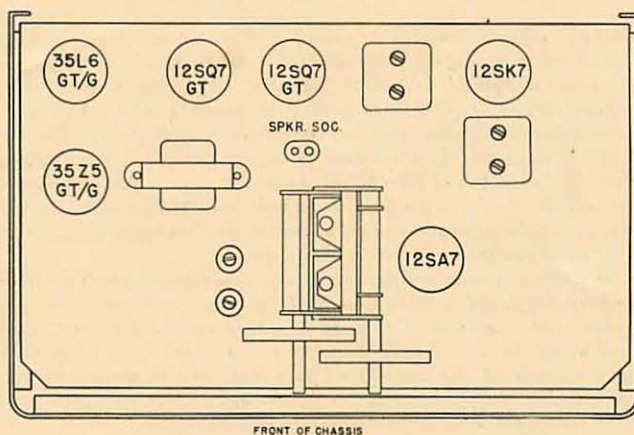 35L6
GT/G
12SQ7
GT
12SQ7
GT
12SK7
SPKR. SOC.
35Z5
GT/G
12SA7
FRONT OF CHASSIS